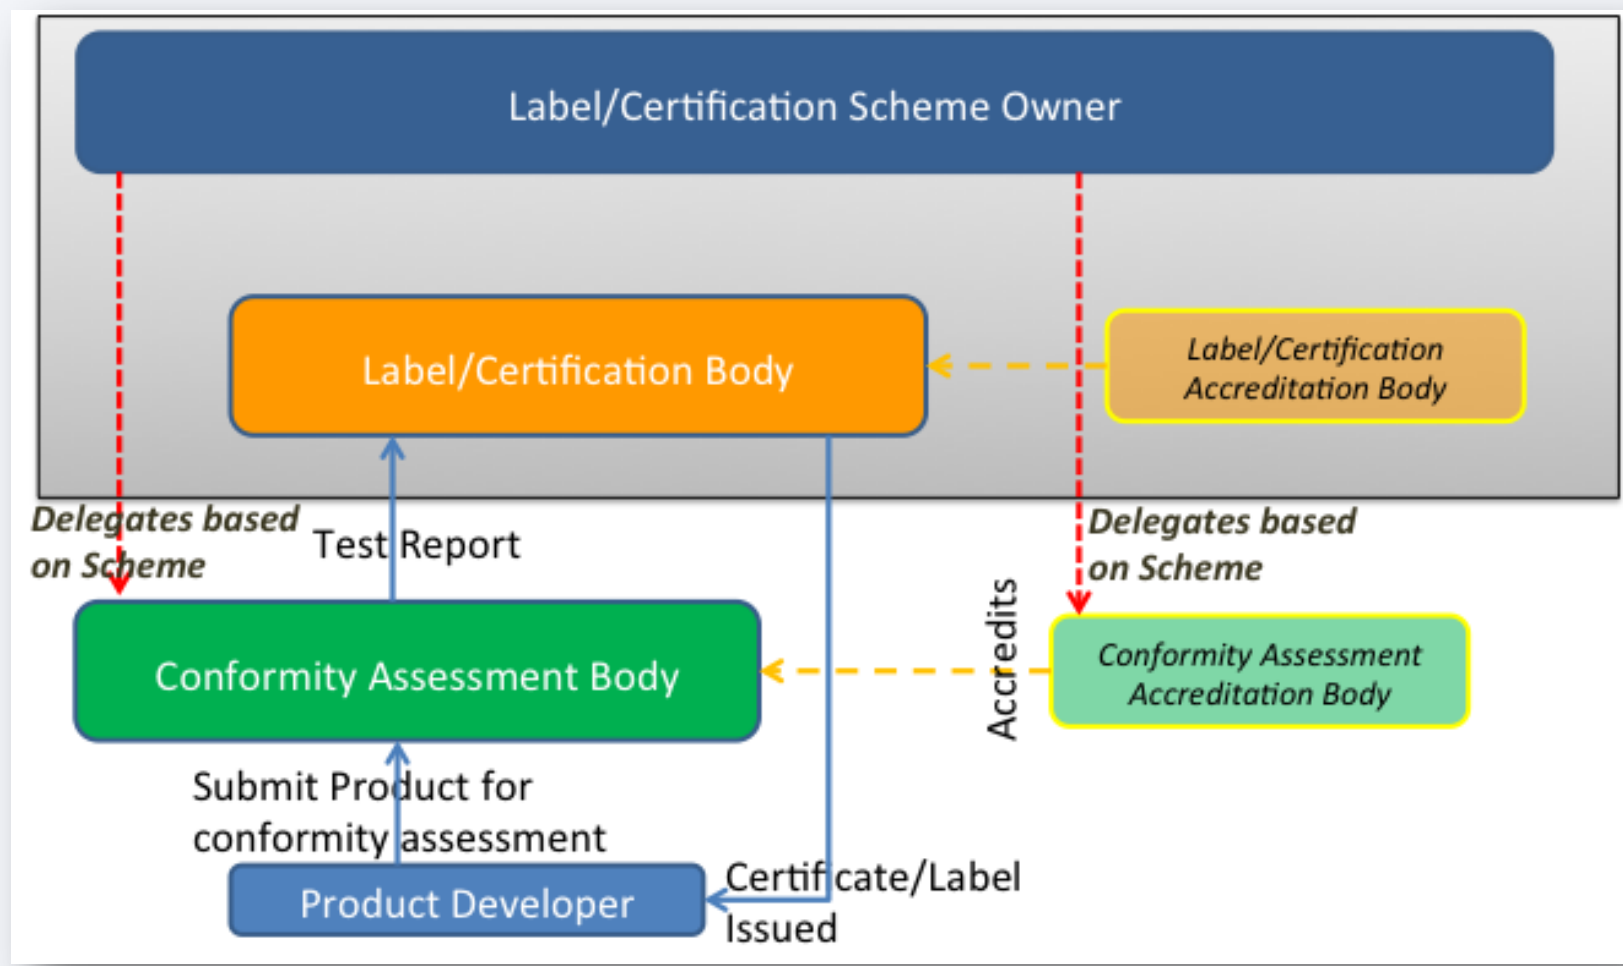 Label/Certification Scheme Owner
Label/Certification Body
Label/Certification
Accreditation Body
Delegates based
on Scheme
Test Report
Delegates based
on Scheme
Accredits
Conformity Assessment Body
Conformity Assessment
Accreditation Body
Submit Product for
conformity assessment
Product Developer
Certificate/Label
Issued